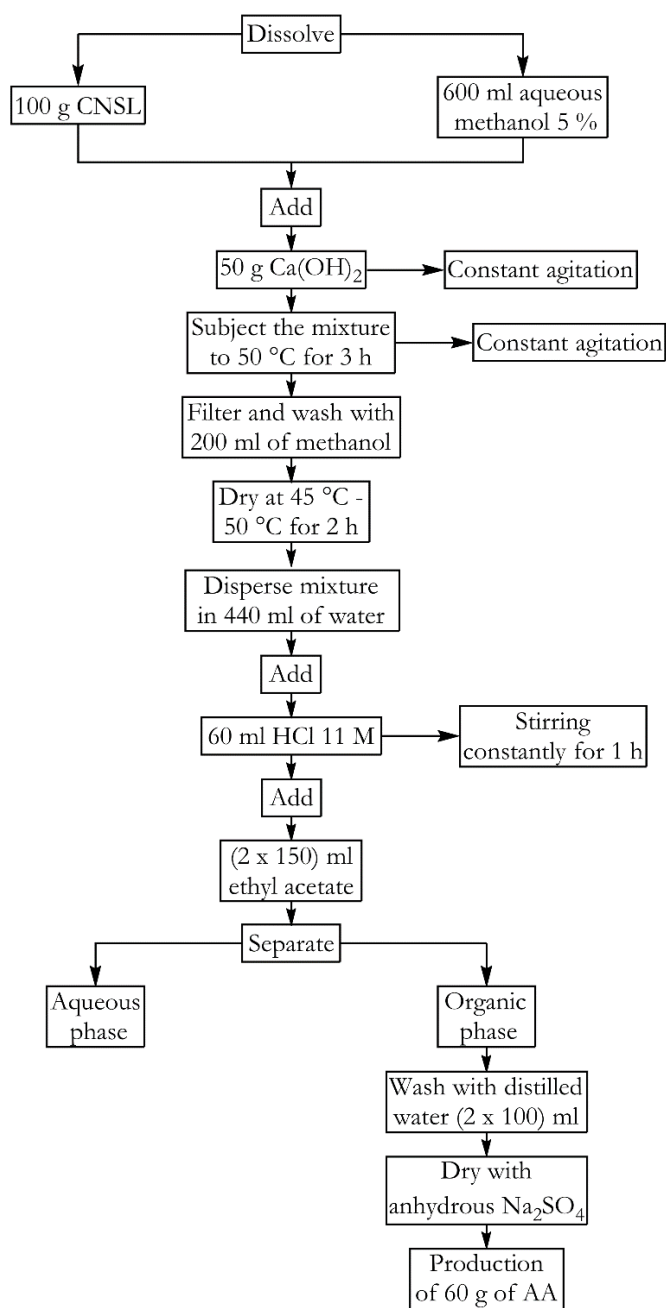 Dissolve
100 g CNSL
600 ml aqueous
methanol 5 %
Add
50 g Ca(OH)₂
Constant agitation
Subject the mixture
to 50 °C for 3 h
Constant agitation
Filter and wash with
200 ml of methanol
Dry at 45 °C -
50 °C for 2 h
Disperse mixture
in 440 ml of water
Add
60 ml HCl 11 M
Stirring
constantly for 1 h
Add
(2 x 150) ml
ethyl acetate
Separate
Aqueous
phase
Organic
phase
Wash with distilled
water (2 x 100) ml
Dry with
anhydrous Na₂SO₄
Production
of 60 g of AA